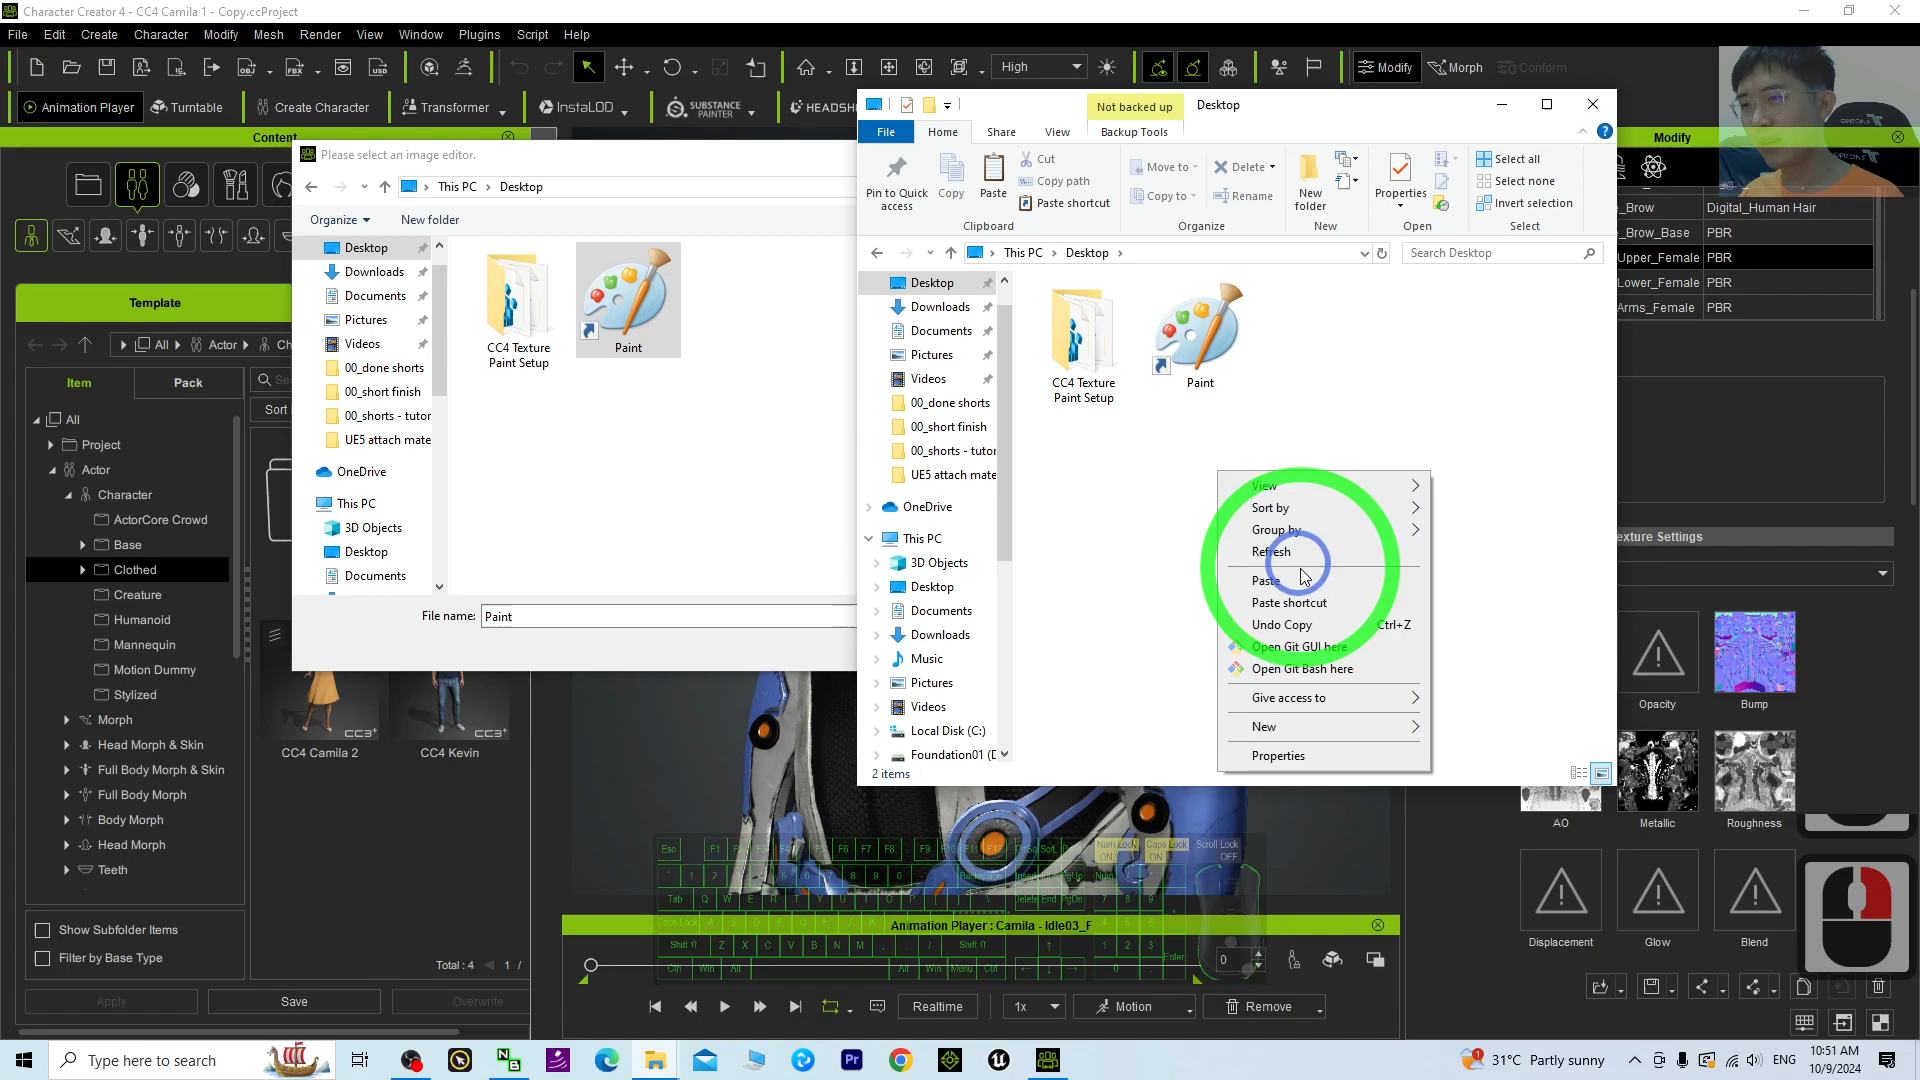 Character Creator 4 - CC4 Camila 1 - Copy.ccProject
File Edit Create Character Modify Mesh Render View Window Plugins Script Help
High Modify Morph Conform
Animation Player Turntable Create Character Transformer InstaLOD SUBSTANCE PAINTER
Content
Modify
Please select an image editor.
This PC > Desktop
Organize New folder
Desktop
Downloads
Documents
Pictures
Videos
00_done shorts
00_short finish
00_shorts - tutor
UE5 attach mate
OneDrive
This PC
3D Objects
Desktop
Documents
CC4 Texture Paint Setup
Paint
File name: Paint
Not backed up Desktop
File Home Share View Backup Tools
Pin to Quick access
Copy
Paste
Cut
Copy path
Paste shortcut
Clipboard
Move to
Copy to
Delete
Rename
Organize
New folder
New
Properties
Open
Select all
Select none
Invert selection
Select
This PC > Desktop >
Search Desktop
Desktop
Downloads
Documents
Pictures
Videos
00_done shorts
00_short finish
00_shorts - tutor
UE5 attach mate
OneDrive
This PC
3D Objects
Desktop
Documents
Downloads
Music
Pictures
Videos
Local Disk (C:)
Foundation01 (D
2 items
CC4 Texture Paint Setup
Paint
View
Sort by
Group by
Refresh
Paste
Paste shortcut
Undo Copy Ctrl+Z
Open Git GUI here
Open Git Bash here
Give access to
New
Properties
Template
All Actor Ch
Item Pack
Sort
All
Project
Actor
Character
ActorCore Crowd
Base
Clothed
Creature
Humanoid
Mannequin
Motion Dummy
Stylized
Morph
Head Morph & Skin
Full Body Morph & Skin
Full Body Morph
Body Morph
Head Morph
Teeth
CC4 Camila 2
CC4 Kevin
CC3+
CC3+
Show Subfolder Items
Filter by Base Type
Total : 4 1 /
Apply Save Overwrite
e_Brow Digital_Human Hair
e_Brow_Base PBR
Upper_Female PBR
Lower_Female PBR
Arms_Female PBR
exture Settings
Opacity Bump
AO Metallic Roughness
Displacement Glow Blend
Animation Player : Camila - Idle03_F
0
Realtime 1x Motion Remove
Type here to search
31°C Partly sunny
ENG
10:51 AM
10/9/2024